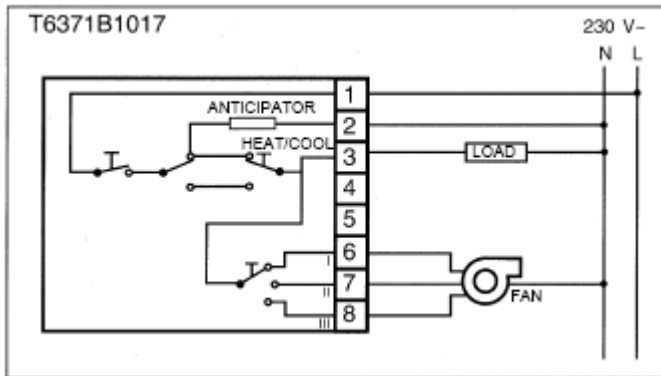 T6371B1017
230 V~
N L
1
ANTICIPATOR
2
HEAT/COOL
3
LOAD
4
5
6
I
7
II
FAN
8
III